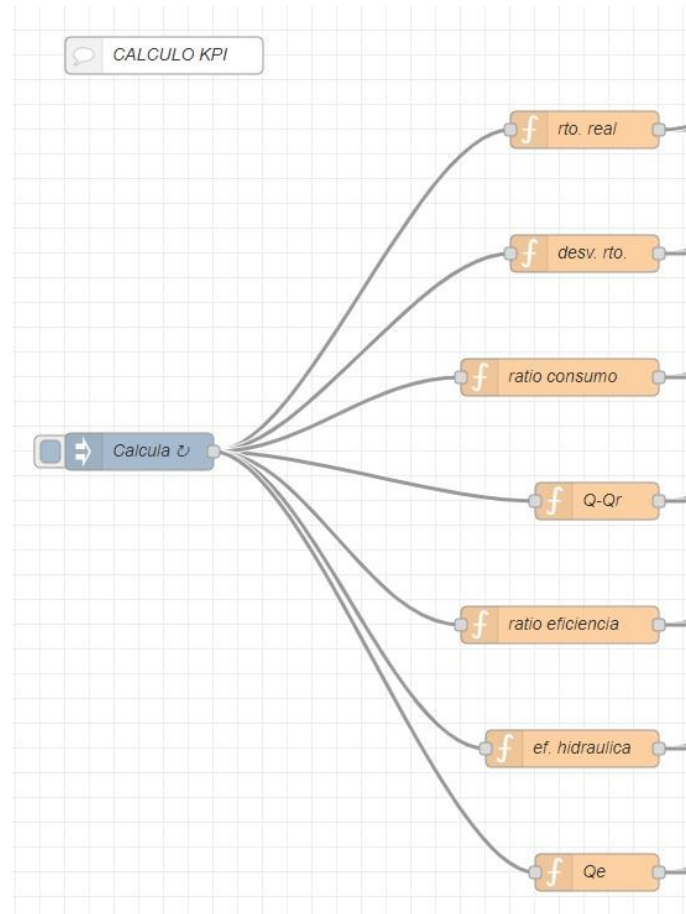 CALCULO KPI
rto. real
desv. rto.
ratio consumo
Calcula ↻
Q-Qr
ratio eficiencia
ef. hidraulica
Qe